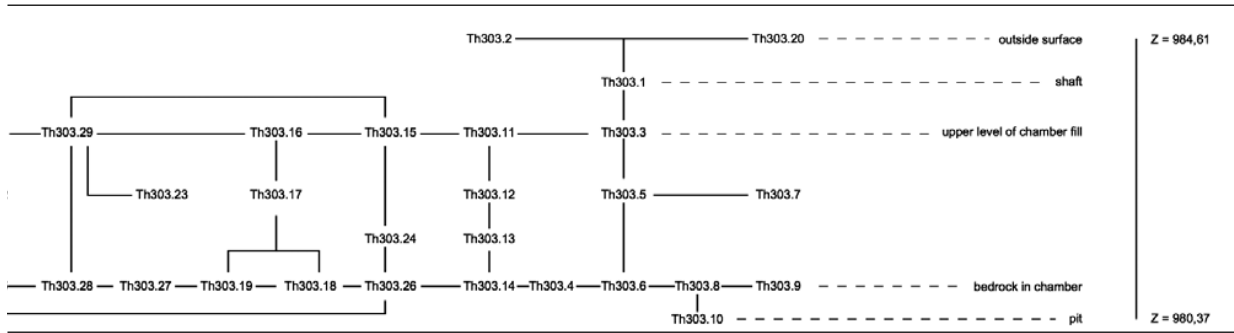 Th303.2 Th303.20 outside surface Z = 984,61
Th303.1 shaft
Th303.29 Th303.16 Th303.15 Th303.11 Th303.3 upper level of chamber fill
Th303.23 Th303.17 Th303.12 Th303.5 Th303.7
Th303.24 Th303.13
Th303.28 Th303.27 Th303.19 Th303.18 Th303.26 Th303.14 Th303.4 Th303.6 Th303.8 Th303.9 bedrock in chamber
Th303.10 pit Z = 980,37